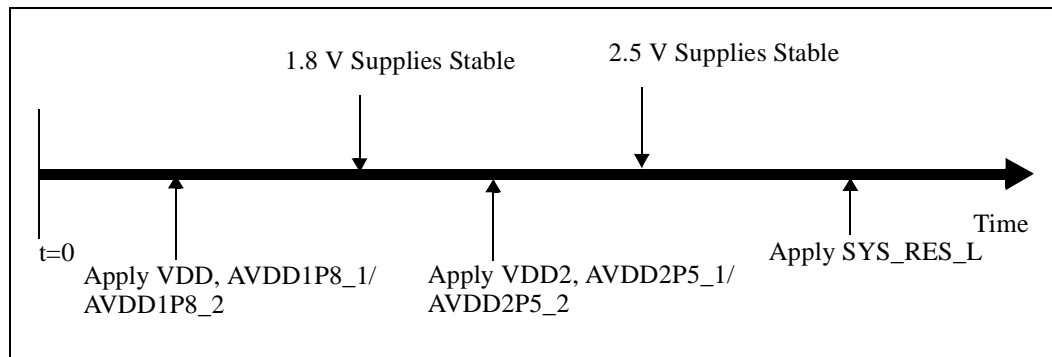 1.8 V Supplies Stable
2.5 V Supplies Stable
t=0
Time
Apply VDD, AVDD1P8_1/
AVDD1P8_2
Apply VDD2, AVDD2P5_1/
AVDD2P5_2
Apply SYS_RES_L